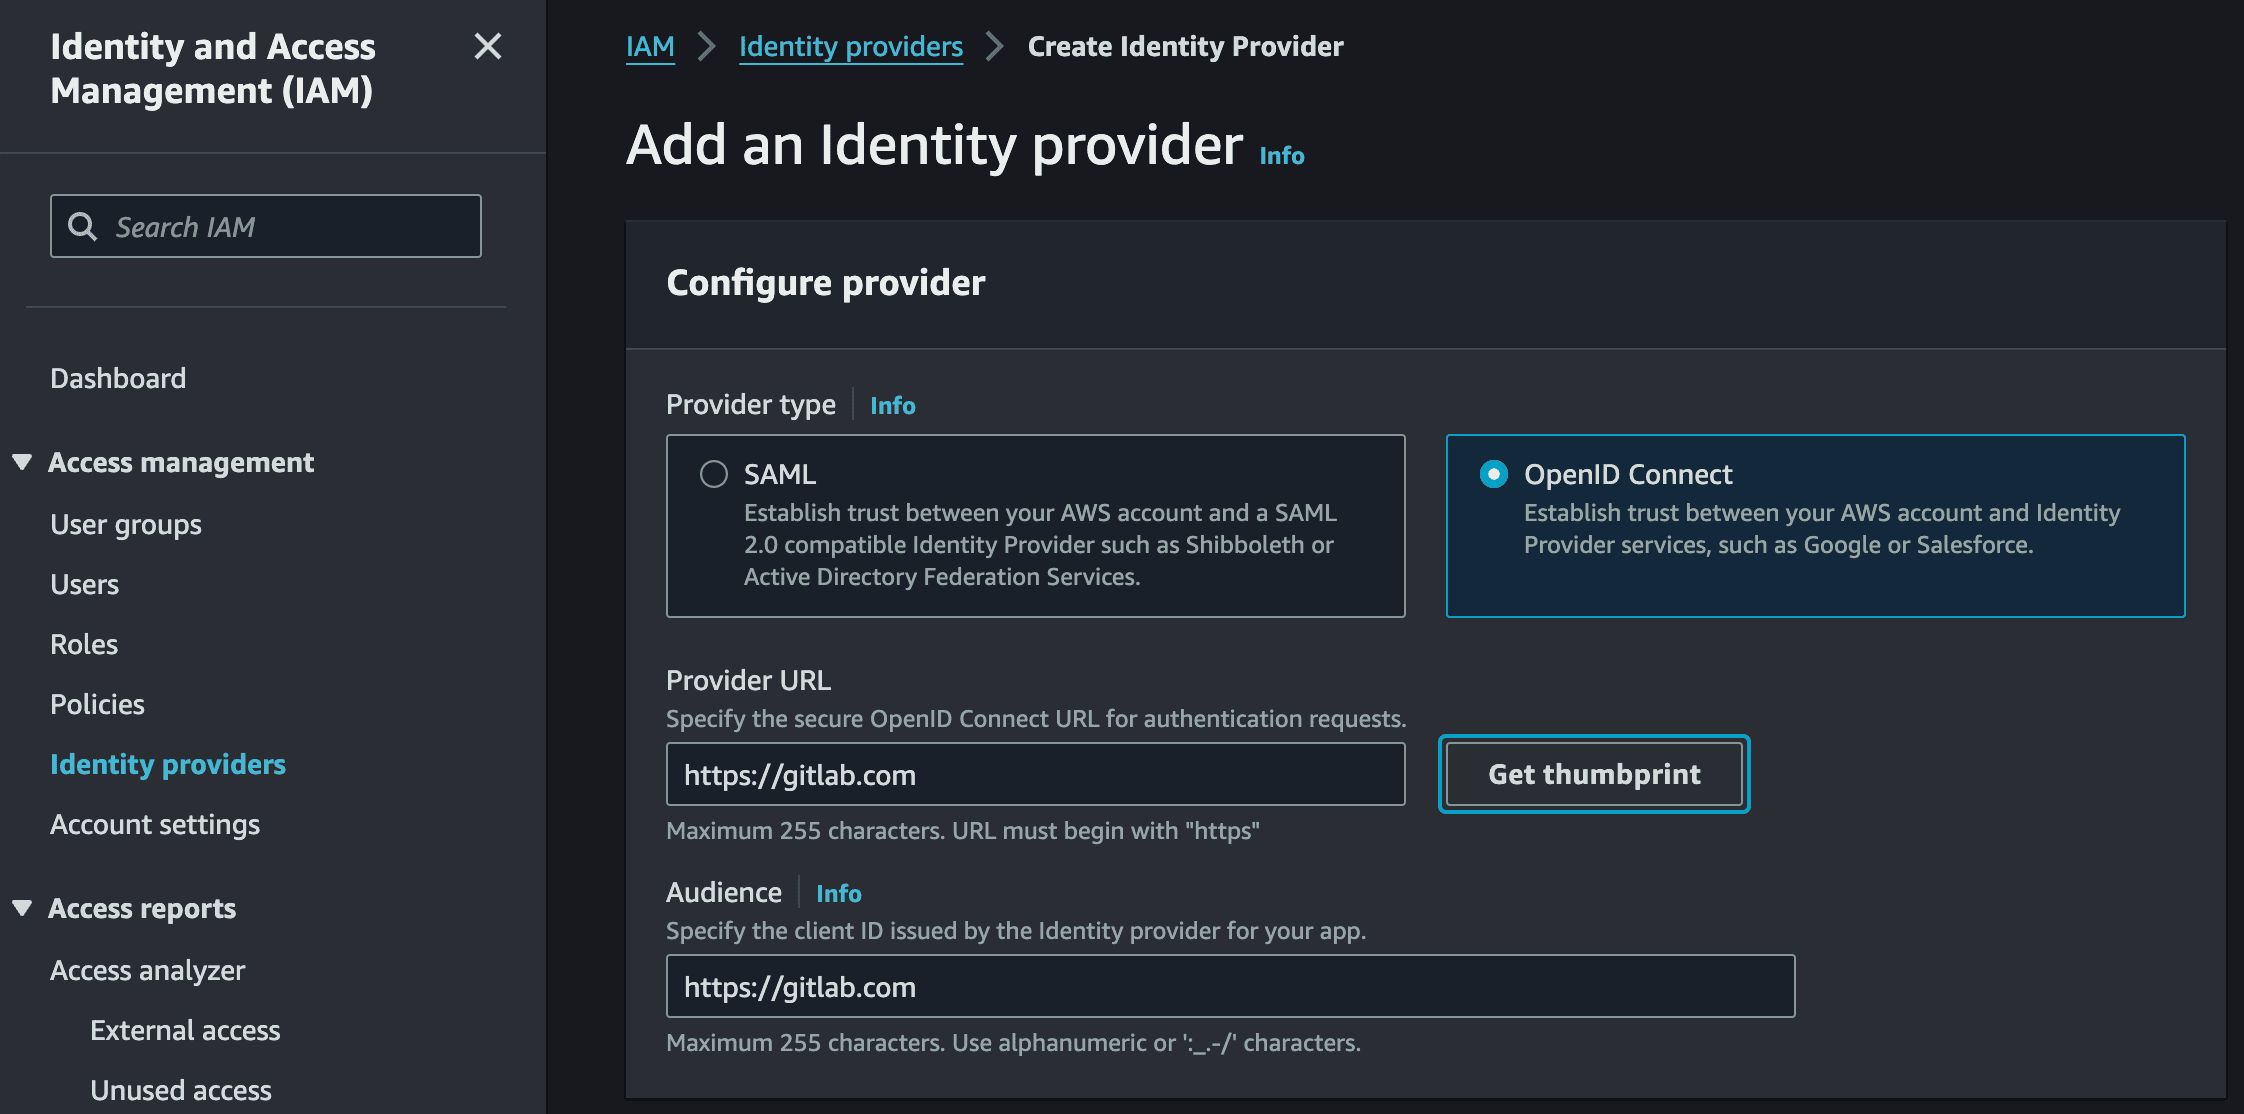 Identity and Access
Management (IAM)
Search IAM
Dashboard
Access management
User groups
Users
Roles
Policies
Identity providers
Account settings
Access reports
Access analyzer
External access
Unused access
IAM > Identity providers > Create Identity Provider
Add an Identity provider Info
Configure provider
Provider type Info
SAML
Establish trust between your AWS account and a SAML
2.0 compatible Identity Provider such as Shibboleth or
Active Directory Federation Services.
OpenID Connect
Establish trust between your AWS account and Identity
Provider services, such as Google or Salesforce.
Provider URL
Specify the secure OpenID Connect URL for authentication requests.
https://gitlab.com
Get thumbprint
Maximum 255 characters. URL must begin with "https"
Audience Info
Specify the client ID issued by the Identity provider for your app.
https://gitlab.com
Maximum 255 characters. Use alphanumeric or ':_.-/' characters.